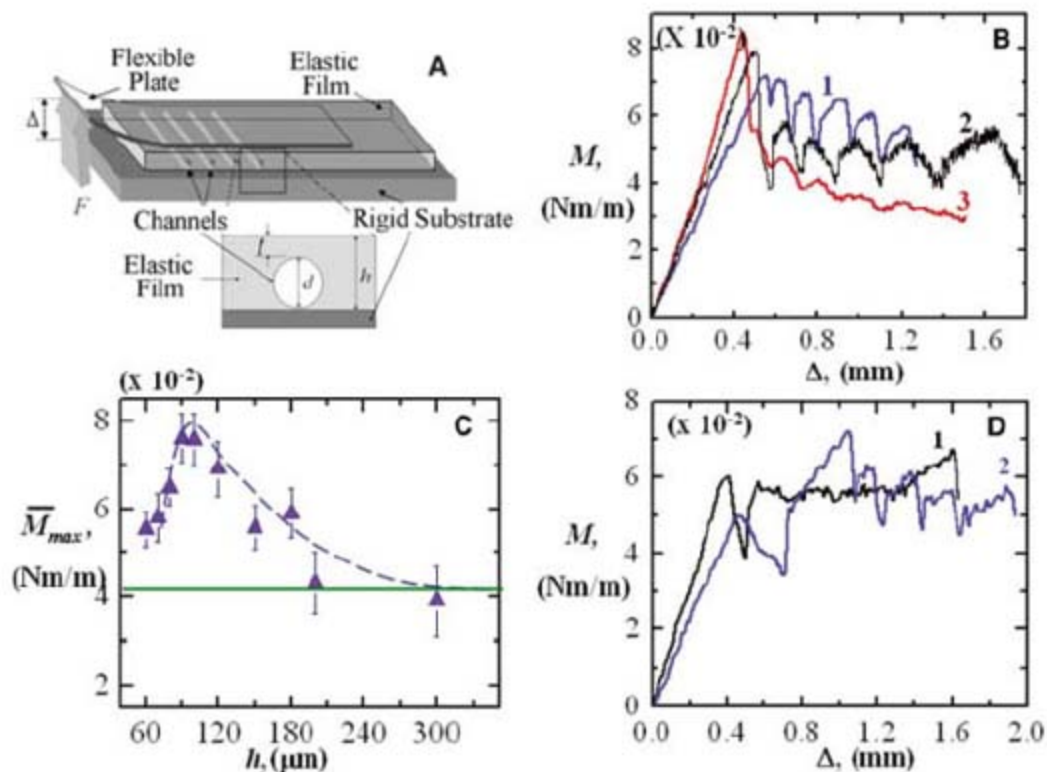 A
Flexible
Plate
Elastic
Film
Δ
F
Channels
Rigid Substrate
Elastic
Film
t
d
h
(X 10⁻²)
B
8
6
4
2
0
M,
(Nm/m)
1
2
3
0.0 0.4 0.8 1.2 1.6
Δ, (mm)
(x 10⁻²)
C
8
6
4
2
M̅max,
(Nm/m)
60 120 180 240 300
h,(μm)
(x 10⁻²)
D
8
6
4
2
0
M,
(Nm/m)
1
2
0.0 0.4 0.8 1.2 1.6 2.0
Δ, (mm)